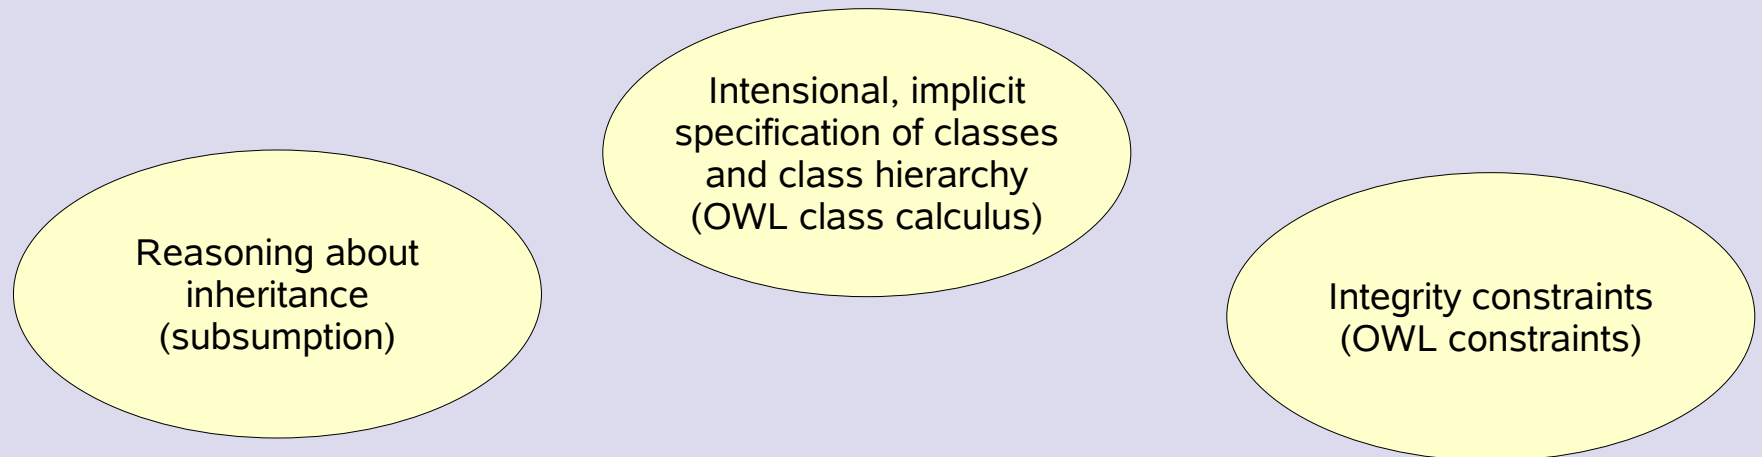 Intensional, implicit
specification of classes
and class hierarchy
(OWL class calculus)
Reasoning about
inheritance
(subsumption)
Integrity constraints
(OWL constraints)